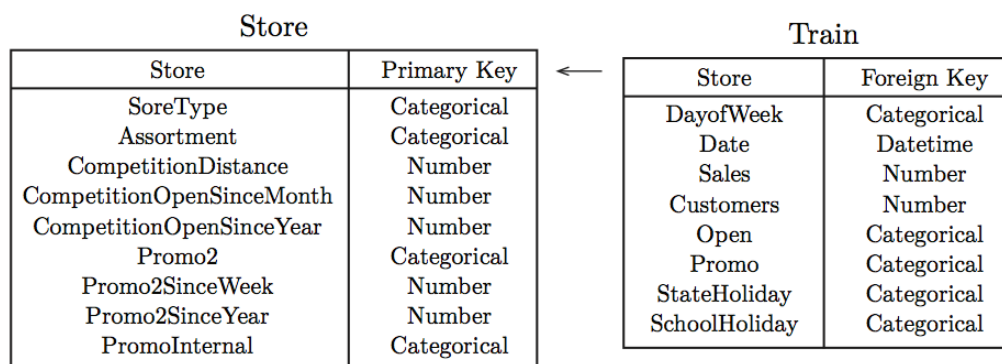 Store
Store Primary Key
SoreType Categorical
Assortment Categorical
CompetitionDistance Number
CompetitionOpenSinceMonth Number
CompetitionOpenSinceYear Number
Promo2 Categorical
Promo2SinceWeek Number
Promo2SinceYear Number
PromoInternal Categorical
Train
Store Foreign Key
DayofWeek Categorical
Date Datetime
Sales Number
Customers Number
Open Categorical
Promo Categorical
StateHoliday Categorical
SchoolHoliday Categorical